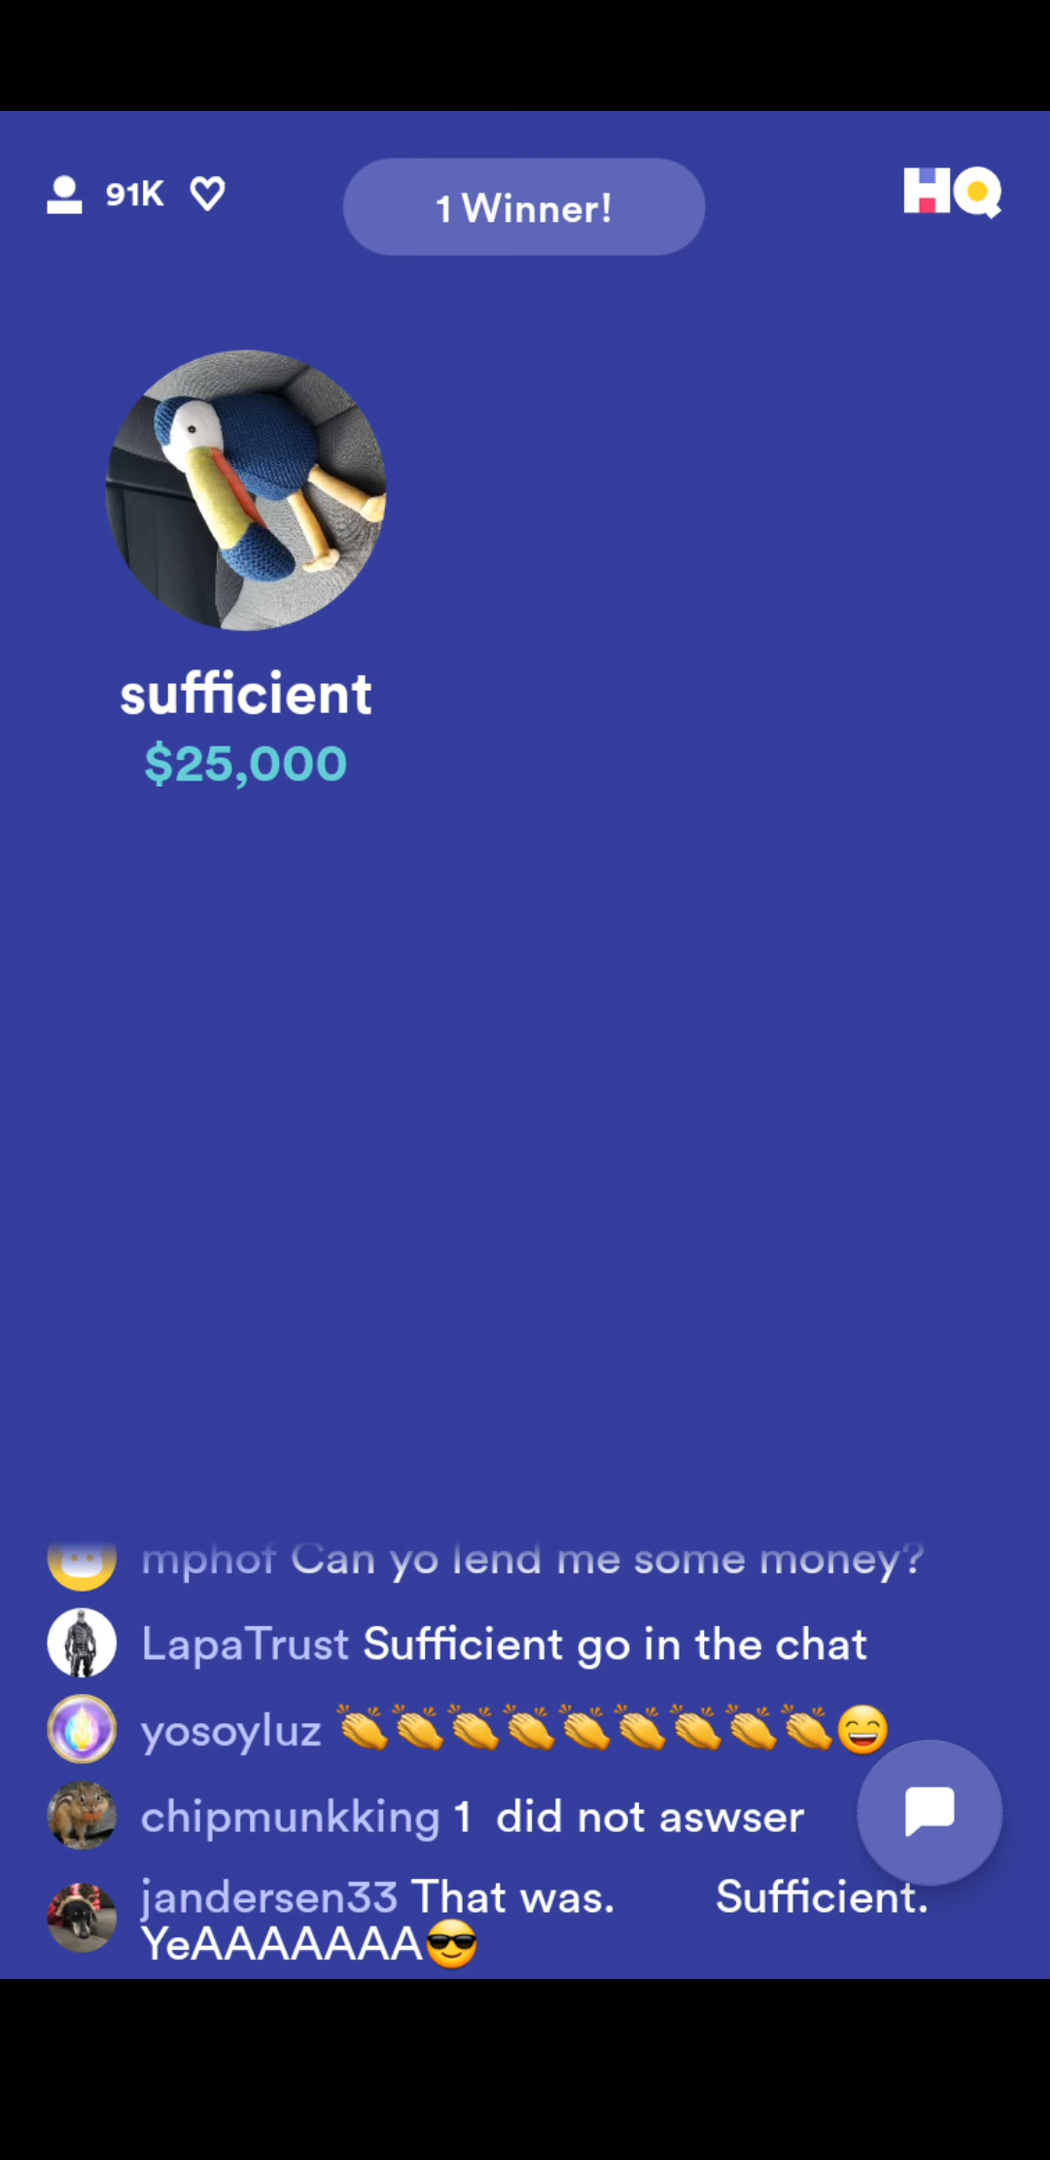 91K
1 Winner!
HQ
sufficient
$25,000
mphof Can yo lend me some money?
LapaTrust Sufficient go in the chat
yosoyluz 👏👏👏👏👏👏👏👏👏😄
chipmunkking 1  did not aswser
jandersen33 That was.        Sufficient.
YeAAAAAAA😎